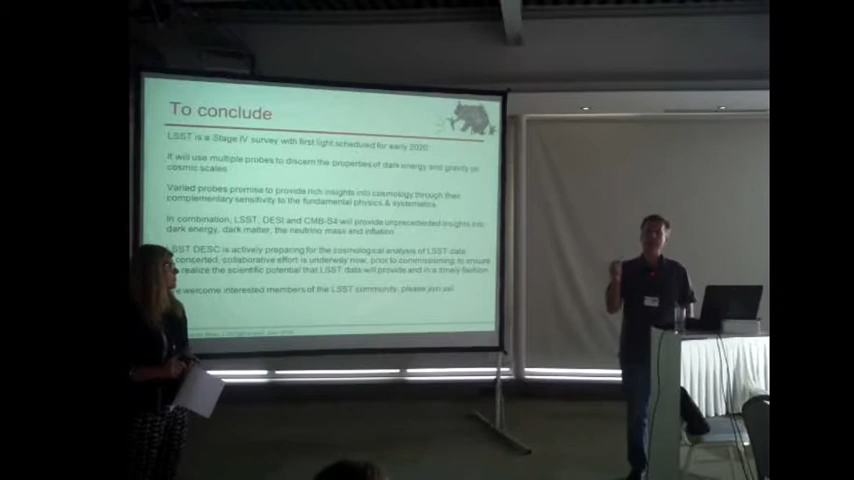 To conclude
LSST is a Stage IV survey with first light scheduled for early 2020
It will use multiple probes to discern the properties of dark energy and gravity on
cosmic scales
Varied probes promise to provide rich insights into cosmology through their
complementary sensitivity to the fundamental physics & systematics
In combination, LSST, DESI and CMB-S4 will provide unprecedented insights into
dark energy, dark matter, the neutrino mass and inflation
LSST DESC is actively preparing for the cosmological analysis of LSST data
concerted, collaborative effort is underway now, prior to commissioning, to ensure
realize the scientific potential that LSST data will provide and in a timely fashion
welcome interested members of the LSST community, please join us!